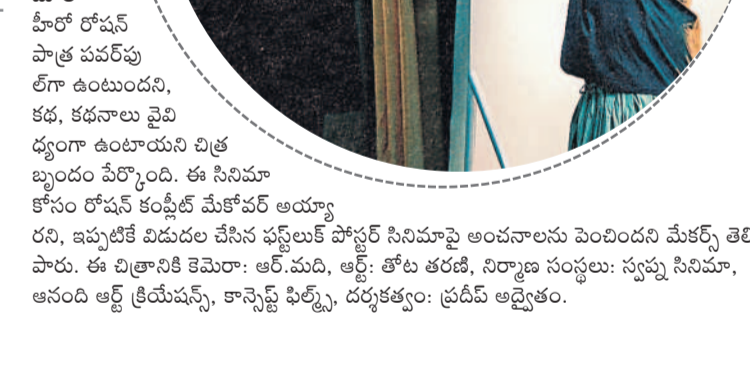 హీరో రోషన్
పాత్ర పవర్‌ఫు
ల్‌గా ఉంటుందని,
కథ, కథనాలు వైవి
ధ్యంగా ఉంటాయని చిత్ర
బృందం పేర్కొంది. ఈ సినిమా
కోసం రోషన్ కంప్లీట్ మేకోవర్ అయ్యా
రని, ఇప్పటికే విడుదల చేసిన ఫస్ట్‌లుక్ పోస్టర్ సినిమాపై అంచనాలను పెంచిందని మేకర్స్
పారు. ఈ చిత్రానికి కెమెరా: ఆర్.మది, ఆర్ట్: తోట తరణి, నిర్మాణ సంస్థలు: స్వప్న సినిమా,
ఆనంది ఆర్ట్ క్రియేషన్స్, కాన్సెప్ట్ ఫిల్మ్స్, దర్శకత్వం: ప్రదీప్ అద్వైతం.